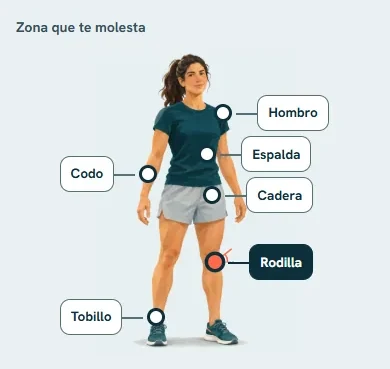 Zona que te molesta
Hombro
Espalda
Codo
Cadera
Rodilla
Tobillo